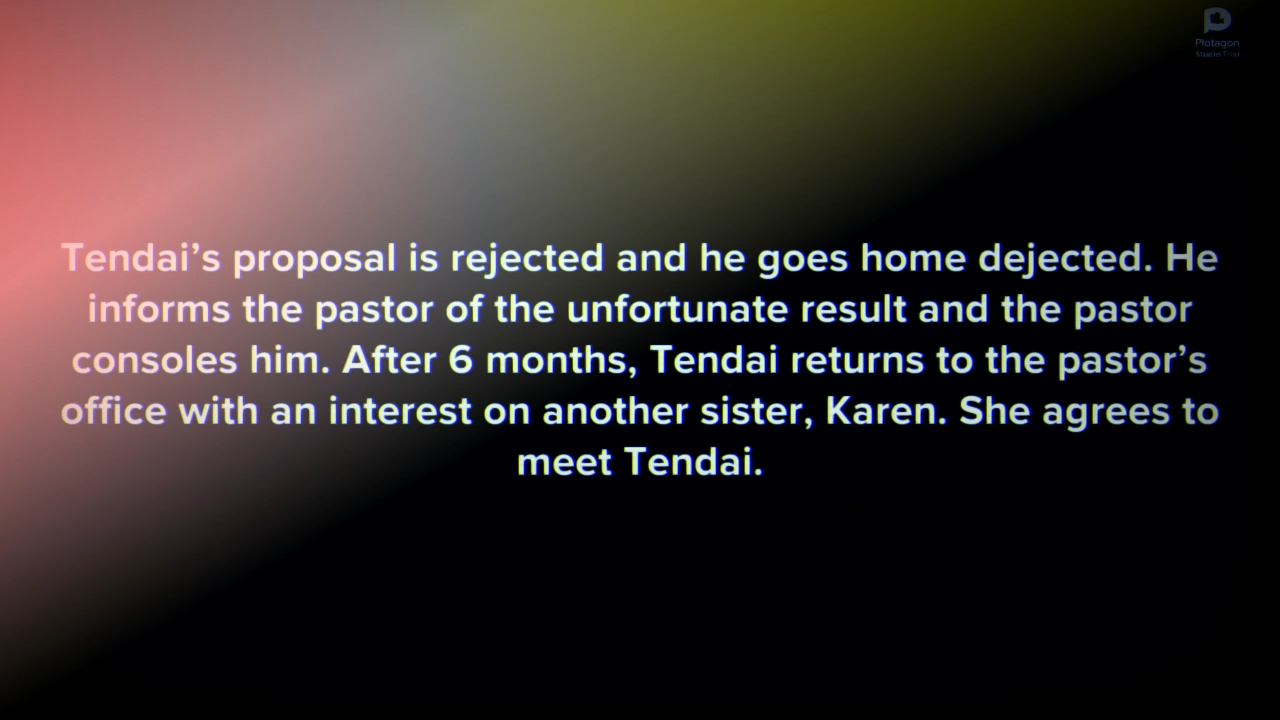 Plotagon
Studio Trial
Tendai’s proposal is rejected and he goes home dejected. He
informs the pastor of the unfortunate result and the pastor
consoles him. After 6 months, Tendai returns to the pastor’s
office with an interest on another sister, Karen. She agrees to
meet Tendai.